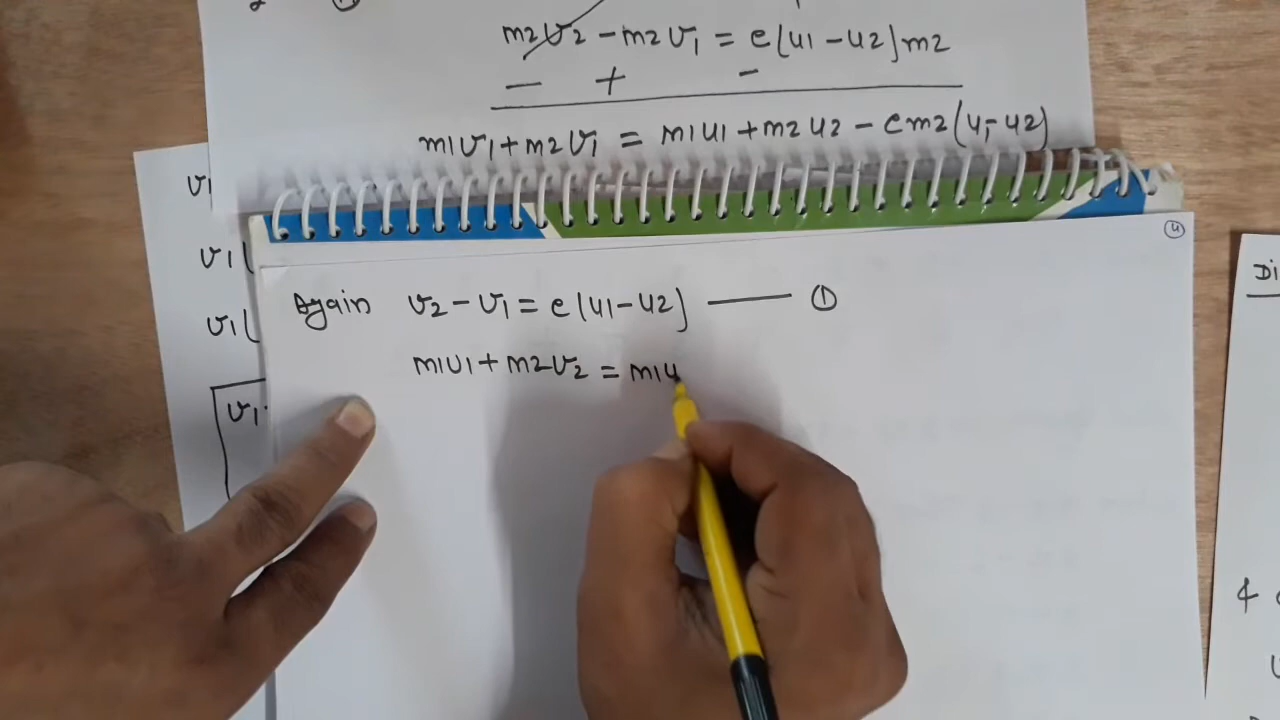 m2v2 - m2v1 = e(u1 - u2)m2
- + -
m1v1 + m2v1 = m1u1 + m2u2 - em2(u1 - u2)
v1
v1(
v1(
v1
4
Again v2 - v1 = e(u1 - u2) —— 1
m1v1 + m2v2 = m1u
Di